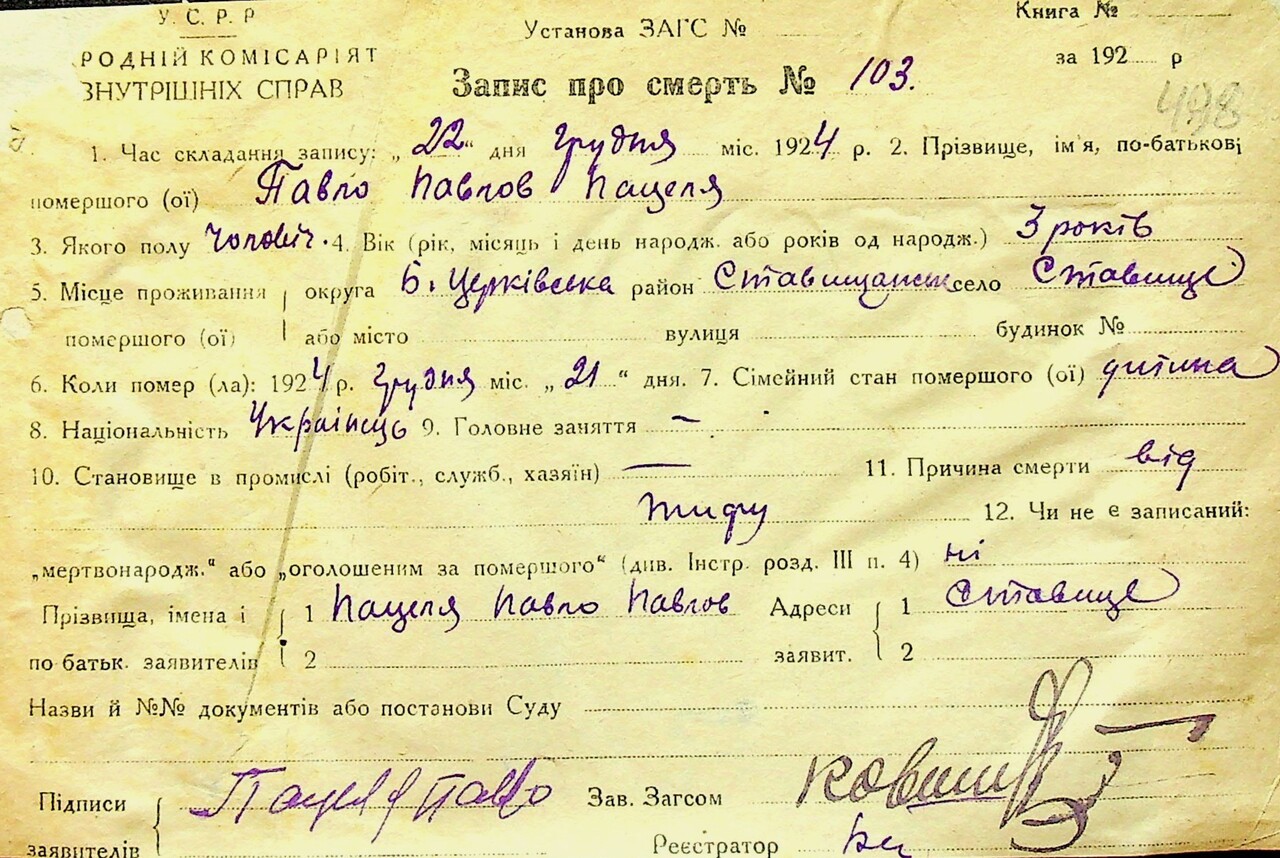 У. С. Р. Р
РОДНІЙ КОМІСАРІЯТ
ВНУТРІШНІХ СПРАВ
Установа ЗАГС №
Книга №
за 192 р
Запис про смерть № 103.
498
1. Час складання запису: „22“ дня грудня міс. 1924 р. 2. Прізвище, ім'я, по-батькові
помершого (ої) Павло Павлов Пацеля
3. Якого полу чоловіч. 4. Вік (рік, місяць і день народж. або років од народж.) 3 років
5. Місце проживання округа Б. Церківська район Ставищанськ село Ставище
помершого (ої) або місто вулиця будинок №
6. Коли помер (ла): 1924 р. грудня міс. „21“ дня. 7. Сімейний стан помершого (ої) дитина
8. Національність Українець 9. Головне заняття —
10. Становище в промислі (робіт., служб., хазяїн) — 11. Причина смерти від
тифу 12. Чи не є записаний:
„мертвонародж.“ або „оголошеним за помершого“ (див. Інстр. розд. III п. 4) ні
Прізвища, імена і 1 Пацеля Павло Павлов Адреси 1 Ставище
по батьк. заявителів 2 заявит. 2
Назви й №№ документів або постанови Суду
Підписи Пацеля Павло Зав. Загсом
заявителів Реєстратор